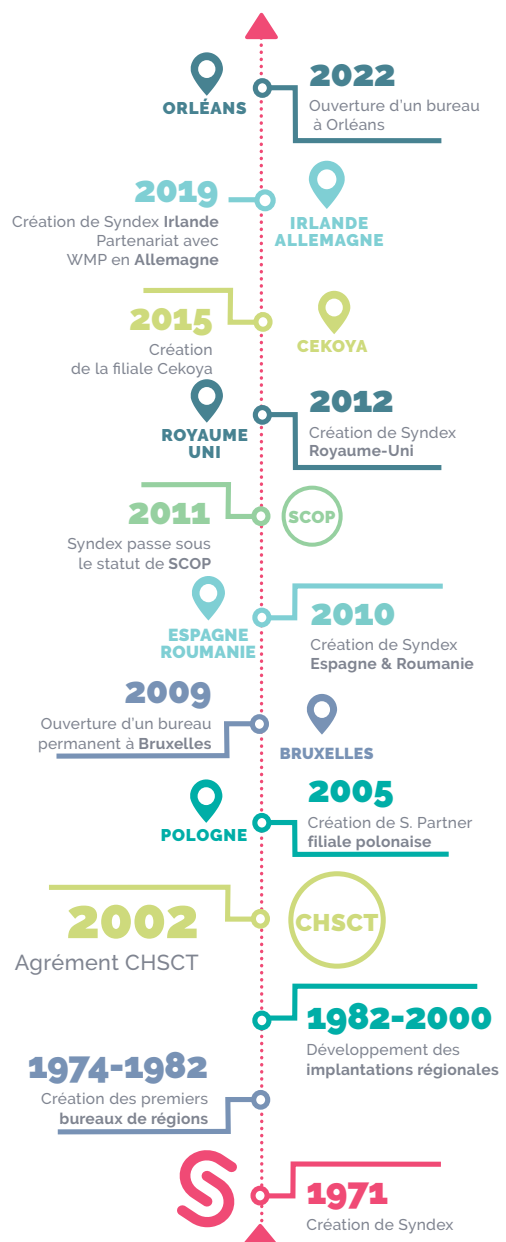 2022
Ouverture d'un bureau
à Orléans
ORLÉANS
2019
Création de Syndex Irlande
Partenariat avec
WMP en Allemagne
IRLANDE
ALLEMAGNE
2015
Création
de la filiale Cekoya
CEKOYA
2012
Création de Syndex
Royaume-Uni
ROYAUME
UNI
2011
Syndex passe sous
le statut de SCOP
SCOP
2010
Création de Syndex
Espagne & Roumanie
ESPAGNE
ROUMANIE
2009
Ouverture d'un bureau
permanent à Bruxelles
BRUXELLES
2005
Création de S. Partner
filiale polonaise
POLOGNE
2002
Agrément CHSCT
CHSCT
1982-2000
Développement des
implantations régionales
1974-1982
Création des premiers
bureaux de régions
1971
Création de Syndex